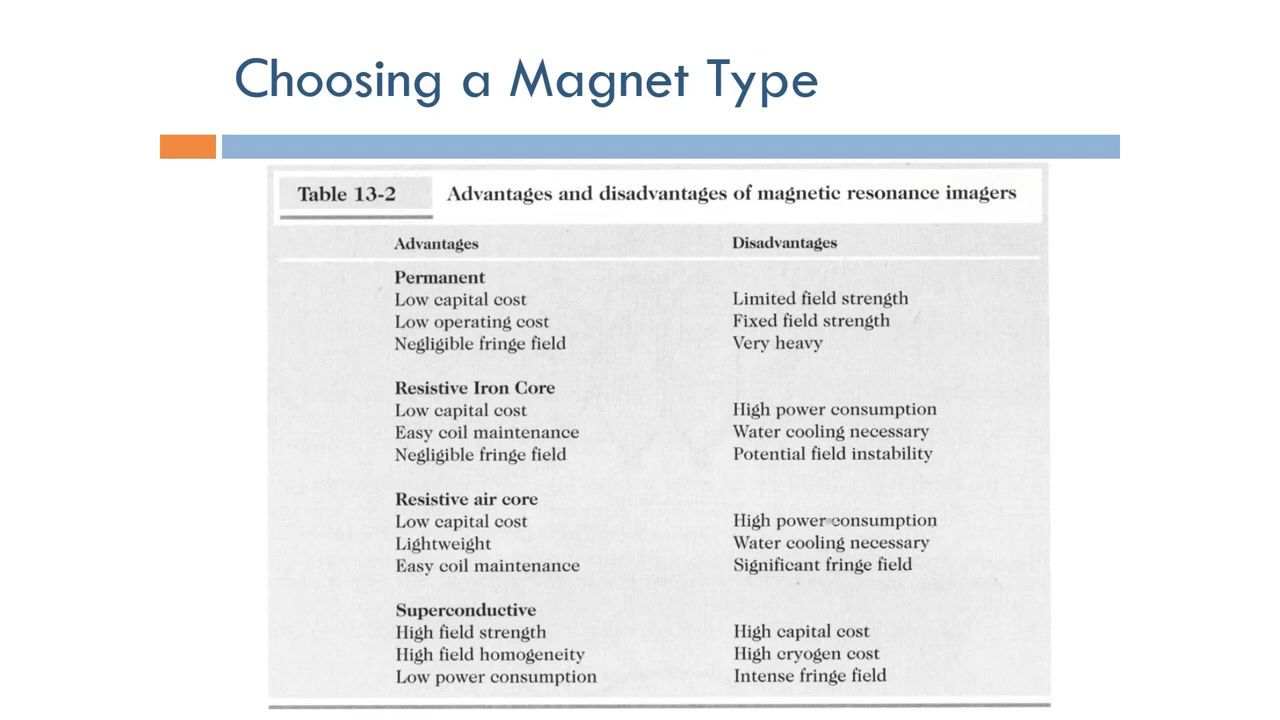 Choosing a Magnet Type
Table 13-2 Advantages and disadvantages of magnetic resonance imagers
Advantages Disadvantages
Permanent
Low capital cost Limited field strength
Low operating cost Fixed field strength
Negligible fringe field Very heavy
Resistive Iron Core
Low capital cost High power consumption
Easy coil maintenance Water cooling necessary
Negligible fringe field Potential field instability
Resistive air core
Low capital cost High power consumption
Lightweight Water cooling necessary
Easy coil maintenance Significant fringe field
Superconductive
High field strength High capital cost
High field homogeneity High cryogen cost
Low power consumption Intense fringe field